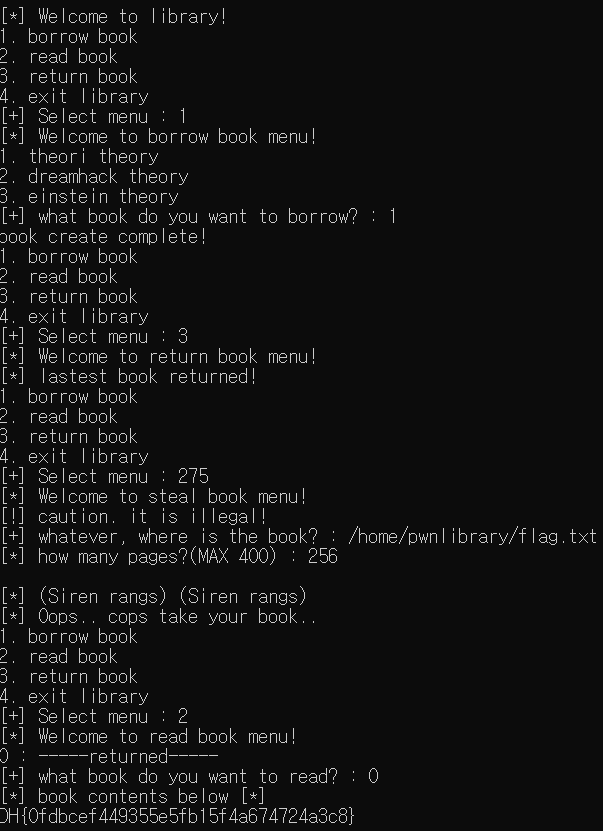 [*] Welcome to library!
1. borrow book
2. read book
3. return book
4. exit library
[+] Select menu : 1
[*] Welcome to borrow book menu!
1. theori theory
2. dreamhack theory
3. einstein theory
[+] what book do you want to borrow? : 1
book create complete!
1. borrow book
2. read book
3. return book
4. exit library
[+] Select menu : 3
[*] Welcome to return book menu!
[*] lastest book returned!
1. borrow book
2. read book
3. return book
4. exit library
[+] Select menu : 275
[*] Welcome to steal book menu!
[!] caution. it is illegal!
[+] whatever, where is the book? : /home/pwnlibrary/flag.txt
[*] how many pages?(MAX 400) : 256
[*] (Siren rangs) (Siren rangs)
[*] Oops.. cops take your book..
1. borrow book
2. read book
3. return book
4. exit library
[+] Select menu : 2
[*] Welcome to read book menu!
0 : -----returned-----
[+] what book do you want to read? : 0
[*] book contents below [*]
DH{0fdbcef449355e5fb15f4a674724a3c8}